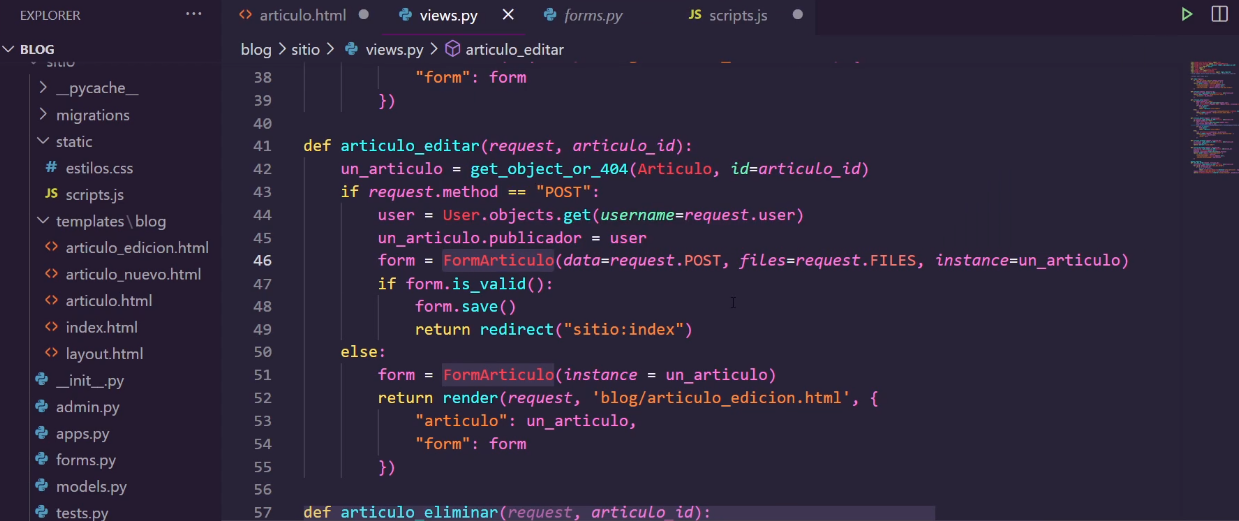 EXPLORER ···
articulo.html views.py forms.py JS scripts.js
BLOG
blog > sitio > views.py > articulo_editar
sitio
__pycache__
migrations
static
# estilos.css
JS scripts.js
templates\blog
articulo_edicion.html
articulo_nuevo.html
articulo.html
index.html
layout.html
__init__.py
admin.py
apps.py
forms.py
models.py
tests.py
38 "form": form
39 })
40
41 def articulo_editar(request, articulo_id):
42 un_articulo = get_object_or_404(Articulo, id=articulo_id)
43 if request.method == "POST":
44 user = User.objects.get(username=request.user)
45 un_articulo.publicador = user
46 form = FormArticulo(data=request.POST, files=request.FILES, instance=un_articulo)
47 if form.is_valid():
48 form.save()
49 return redirect("sitio:index")
50 else:
51 form = FormArticulo(instance = un_articulo)
52 return render(request, 'blog/articulo_edicion.html', {
53 "articulo": un_articulo,
54 "form": form
55 })
56
57 def articulo_eliminar(request, articulo_id):